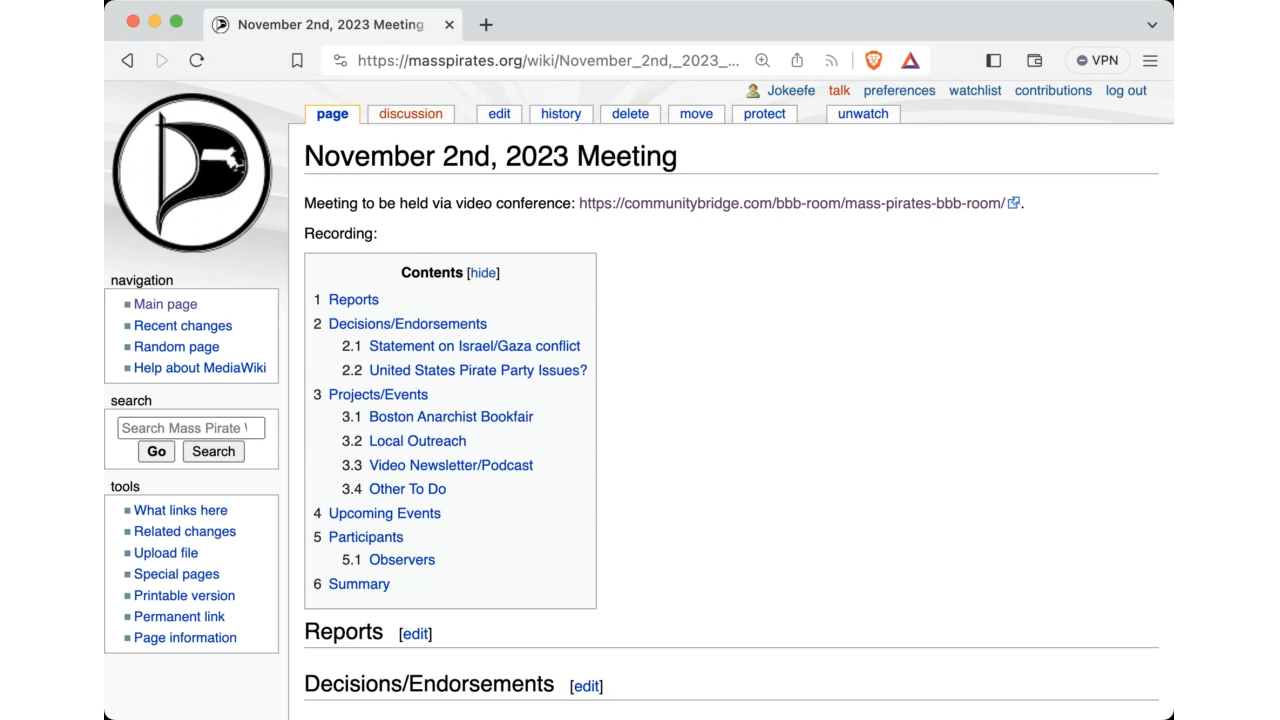 November 2nd, 2023 Meeting
https://masspirates.org/wiki/November_2nd,_2023_...
VPN
Jokeefe talk preferences watchlist contributions log out
page discussion edit history delete move protect unwatch
November 2nd, 2023 Meeting
Meeting to be held via video conference: https://communitybridge.com/bbb-room/mass-pirates-bbb-room/.
Recording:
Contents [hide]
1 Reports
2 Decisions/Endorsements
2.1 Statement on Israel/Gaza conflict
2.2 United States Pirate Party Issues?
3 Projects/Events
3.1 Boston Anarchist Bookfair
3.2 Local Outreach
3.3 Video Newsletter/Podcast
3.4 Other To Do
4 Upcoming Events
5 Participants
5.1 Observers
6 Summary
Reports [edit]
Decisions/Endorsements [edit]
navigation
Main page
Recent changes
Random page
Help about MediaWiki
search
Search Mass Pirate
Go Search
tools
What links here
Related changes
Upload file
Special pages
Printable version
Permanent link
Page information